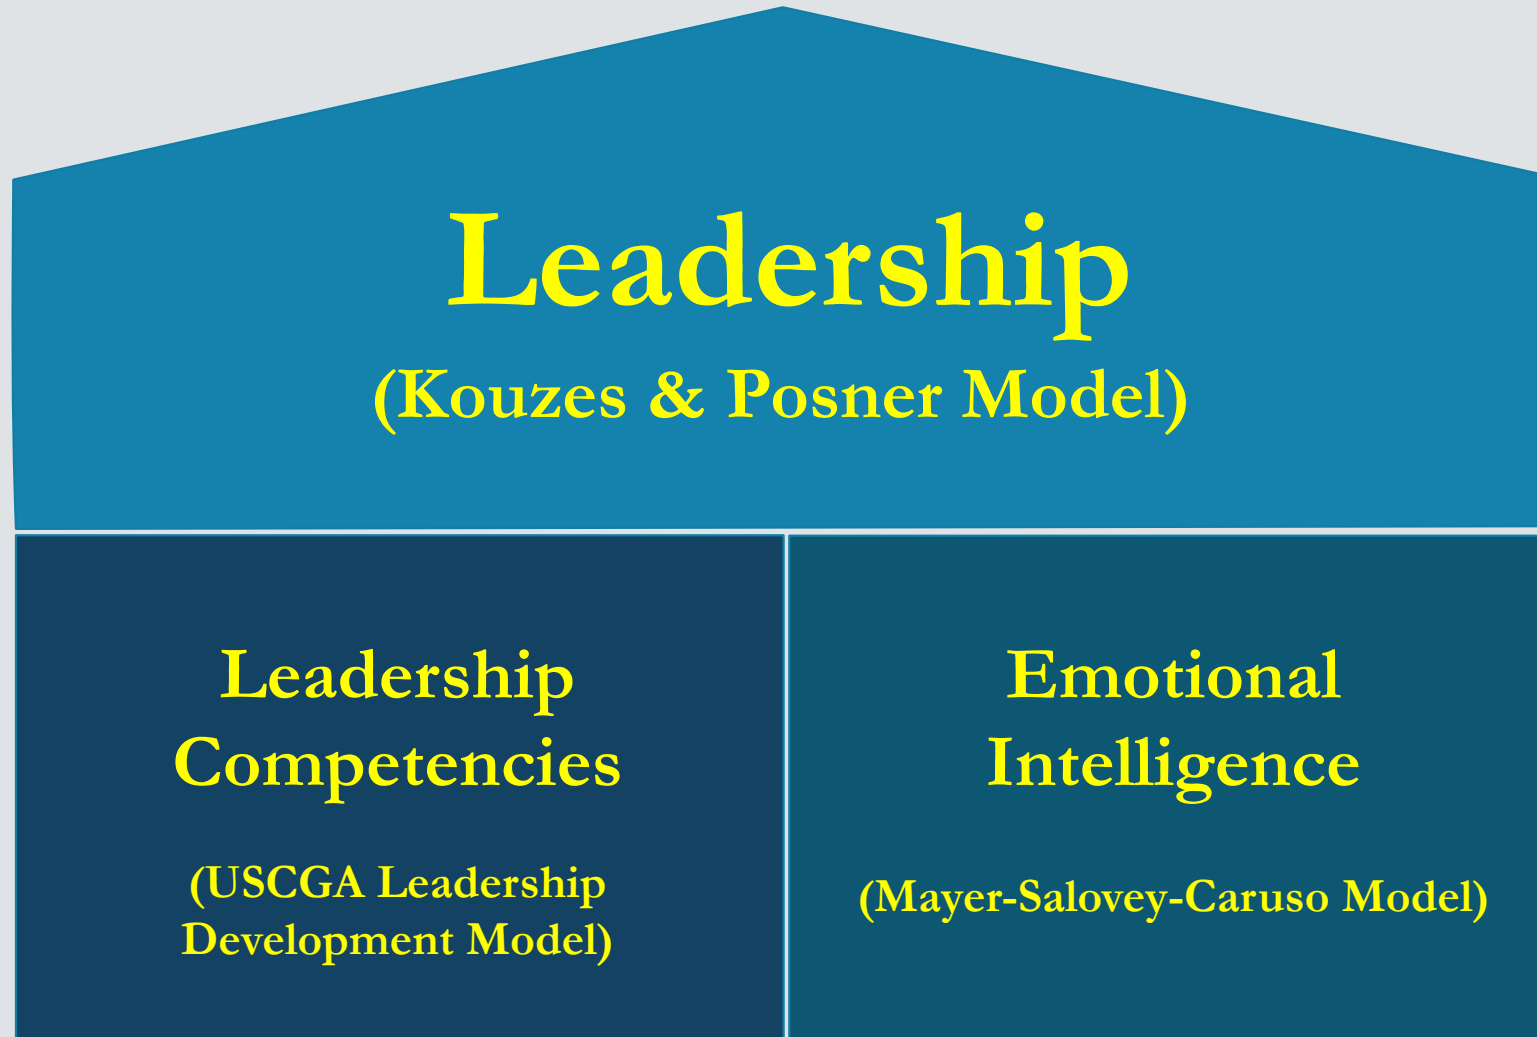 Leadership
(Kouzes & Posner Model)
Leadership
Competencies
(USCGA Leadership
Development Model)
Emotional
Intelligence
(Mayer-Salovey-Caruso Model)